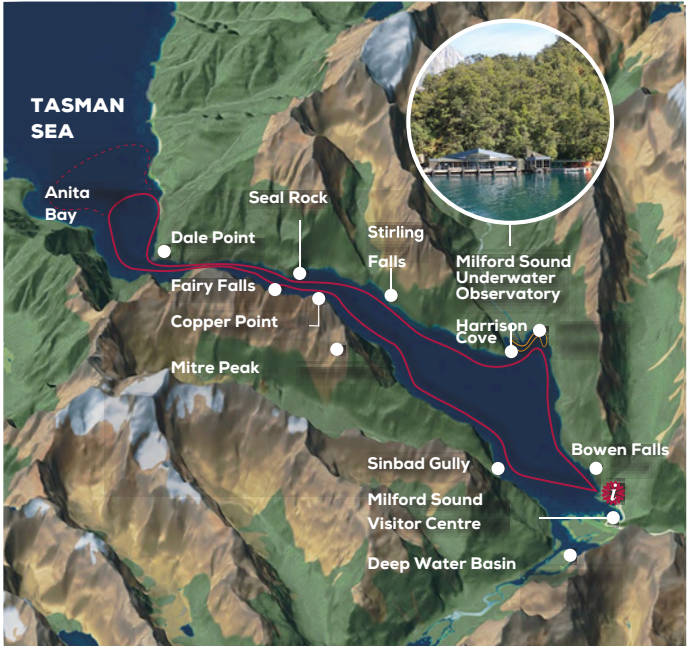 TASMAN
SEA
Anita
Bay
Seal Rock
Dale Point
Stirling
Falls
Milford Sound
Underwater
Observatory
Fairy Falls
Copper Point
Harrison
Cove
Mitre Peak
Bowen Falls
Sinbad Gully
i
Milford Sound
Visitor Centre
Deep Water Basin